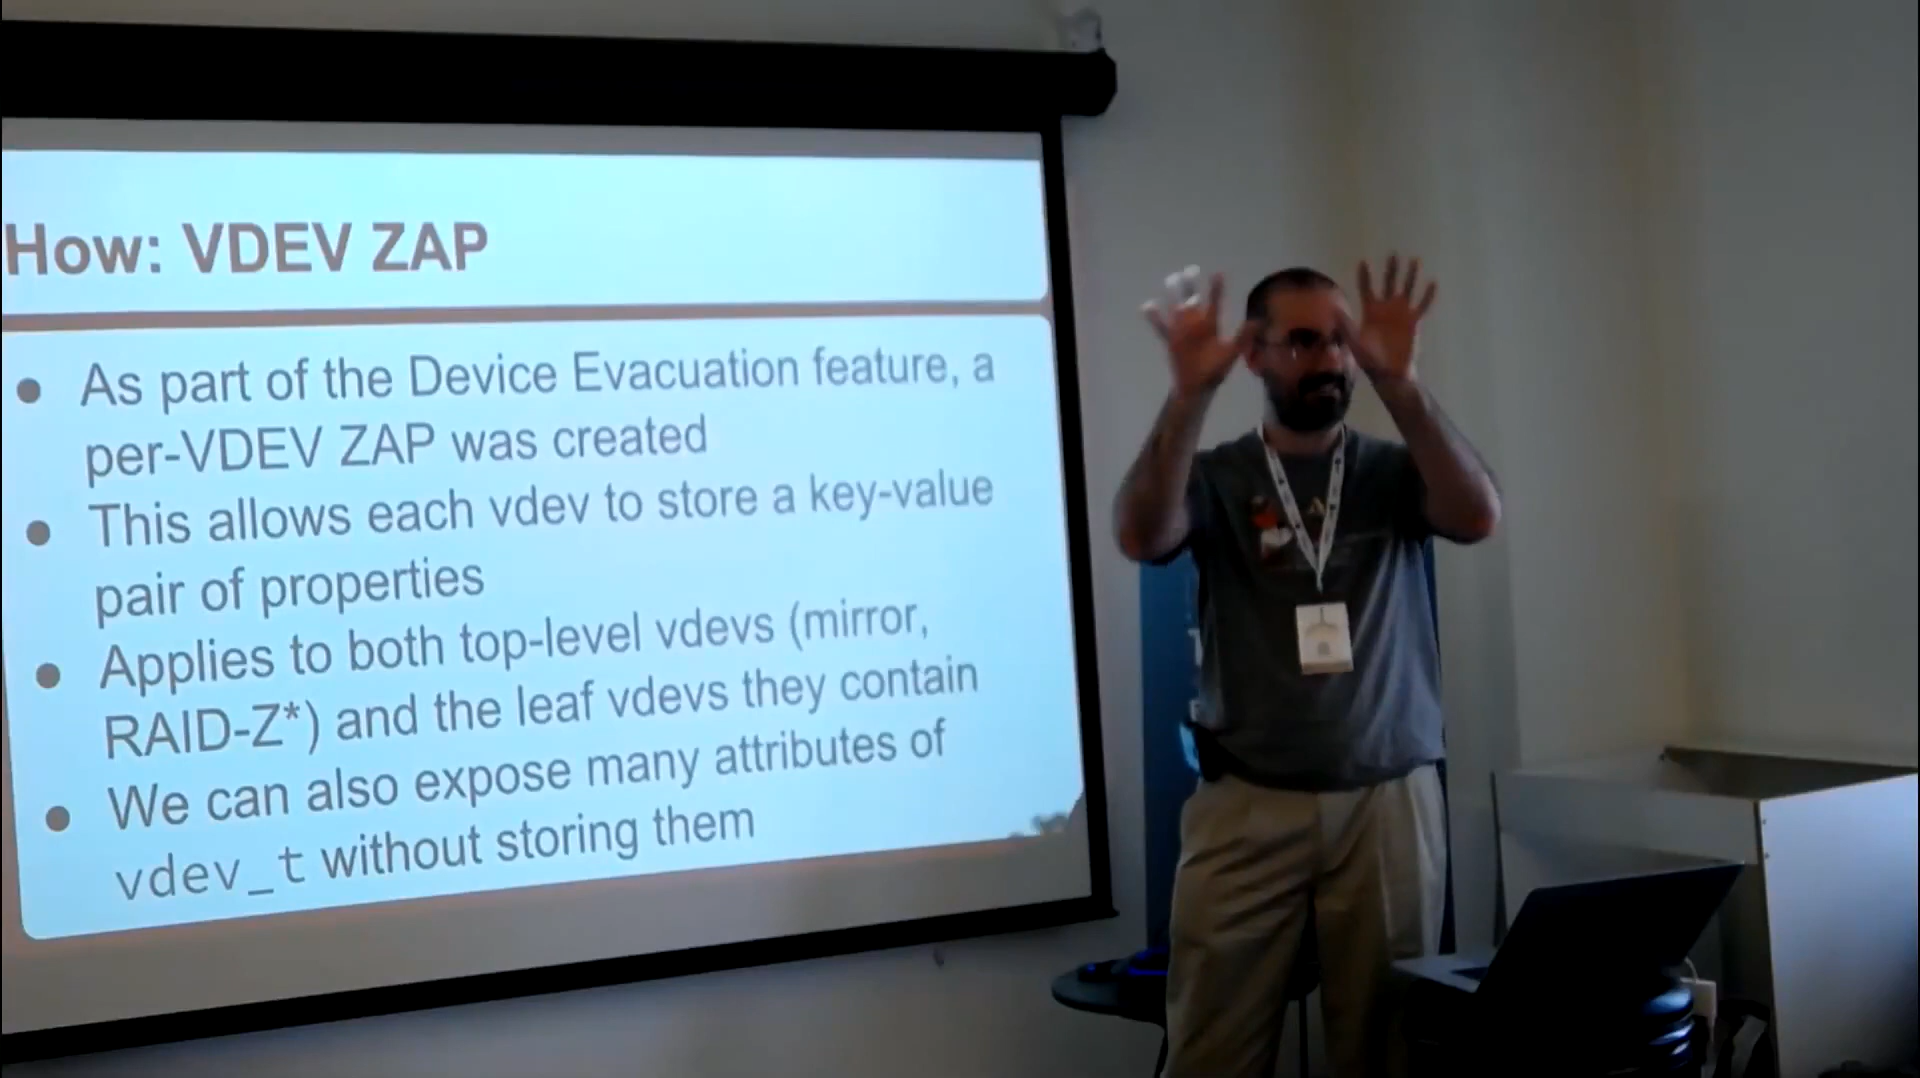 How: VDEV ZAP
As part of the Device Evacuation feature, a
per-VDEV ZAP was created
This allows each vdev to store a key-value
pair of properties
Applies to both top-level vdevs (mirror,
RAID-Z*) and the leaf vdevs they contain
We can also expose many attributes of
vdev_t without storing them